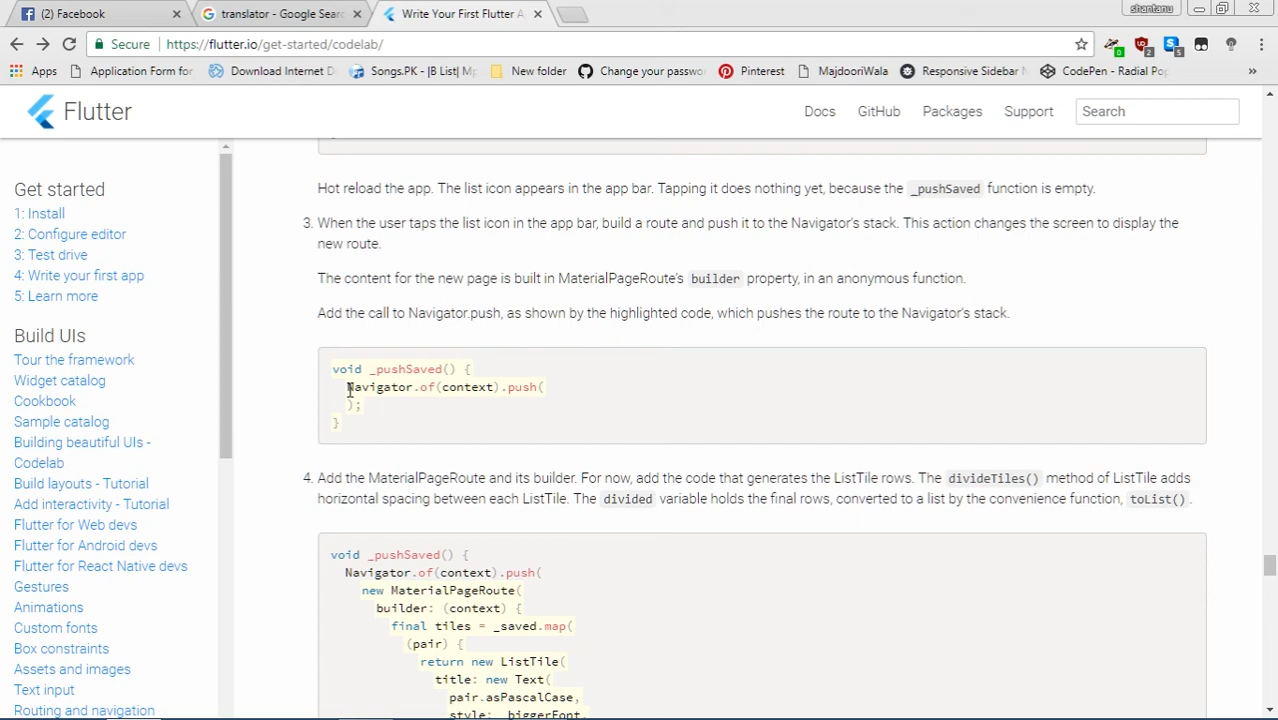 Facebook
translator - Google Sear
Write Your First Flutter A
shantanu
Secure
https://flutter.io/get-started/codelab/
0
2
5
Apps
Application Form for
Download Internet D
Songs.PK - |B List| M
New folder
Change your passwo
Pinterest
MajdooriWala
Responsive Sidebar N
CodePen - Radial Pop
»
Flutter
Docs
GitHub
Packages
Support
Search
Get started
1: Install
2: Configure editor
3: Test drive
4: Write your first app
5: Learn more
Build UIs
Tour the framework
Widget catalog
Cookbook
Sample catalog
Building beautiful UIs -
Codelab
Build layouts - Tutorial
Add interactivity - Tutorial
Flutter for Web devs
Flutter for Android devs
Flutter for React Native devs
Gestures
Animations
Custom fonts
Box constraints
Assets and images
Text input
Routing and navigation
Hot reload the app. The list icon appears in the app bar. Tapping it does nothing yet, because the _pushSaved function is empty.
3. When the user taps the list icon in the app bar, build a route and push it to the Navigator's stack. This action changes the screen to display the
new route.
The content for the new page is built in MaterialPageRoute's builder property, in an anonymous function.
Add the call to Navigator.push, as shown by the highlighted code, which pushes the route to the Navigator's stack.
void _pushSaved() {
Navigator.of(context).push(
);
}
4. Add the MaterialPageRoute and its builder. For now, add the code that generates the ListTile rows. The divideTiles() method of ListTile adds
horizontal spacing between each ListTile. The divided variable holds the final rows, converted to a list by the convenience function, toList() .
void _pushSaved() {
Navigator.of(context).push(
new MaterialPageRoute(
builder: (context) {
final tiles = _saved.map(
(pair) {
return new ListTile(
title: new Text(
pair.asPascalCase,
style: _biggerFont,